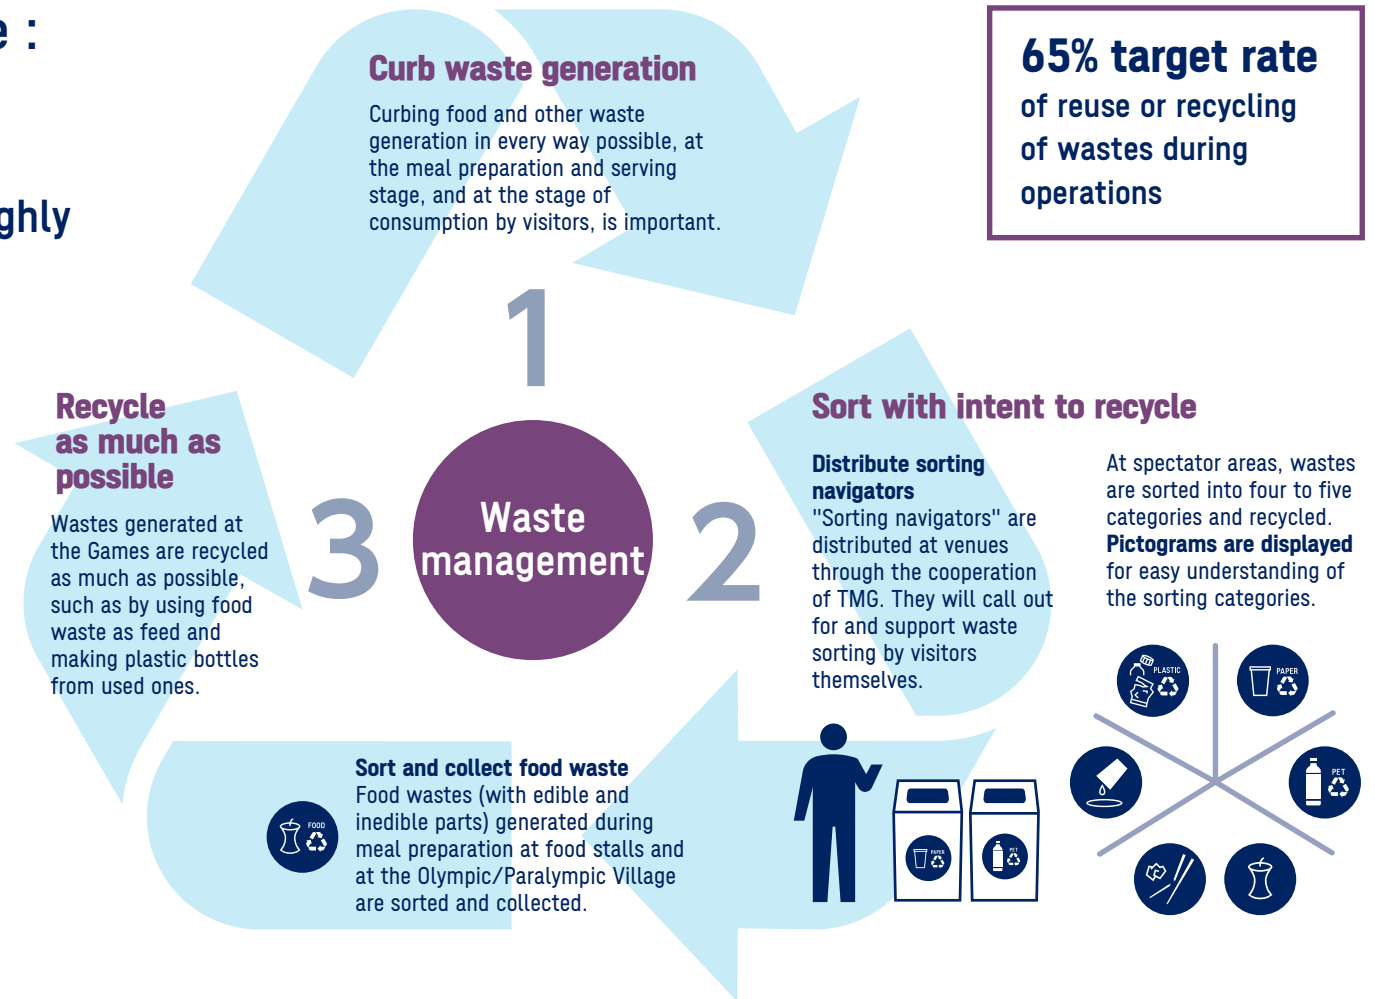 e :
ghly
Curb waste generation
Curbing food and other waste
generation in every way possible, at
the meal preparation and serving
stage, and at the stage of
consumption by visitors, is important.
65% target rate
of reuse or recycling
of wastes during
operations
1
Waste
management
2
Sort with intent to recycle
Distribute sorting
navigators
"Sorting navigators" are
distributed at venues
through the cooperation
of TMG. They will call out
for and support waste
sorting by visitors
themselves.
At spectator areas, wastes
are sorted into four to five
categories and recycled.
Pictograms are displayed
for easy understanding of
the sorting categories.
PLASTIC
PAPER
PET
PAPER
PET
Sort and collect food waste
Food wastes (with edible and
inedible parts) generated during
meal preparation at food stalls and
at the Olympic/Paralympic Village
are sorted and collected.
FOOD
3
Recycle
as much as
possible
Wastes generated at
the Games are recycled
as much as possible,
such as by using food
waste as feed and
making plastic bottles
from used ones.